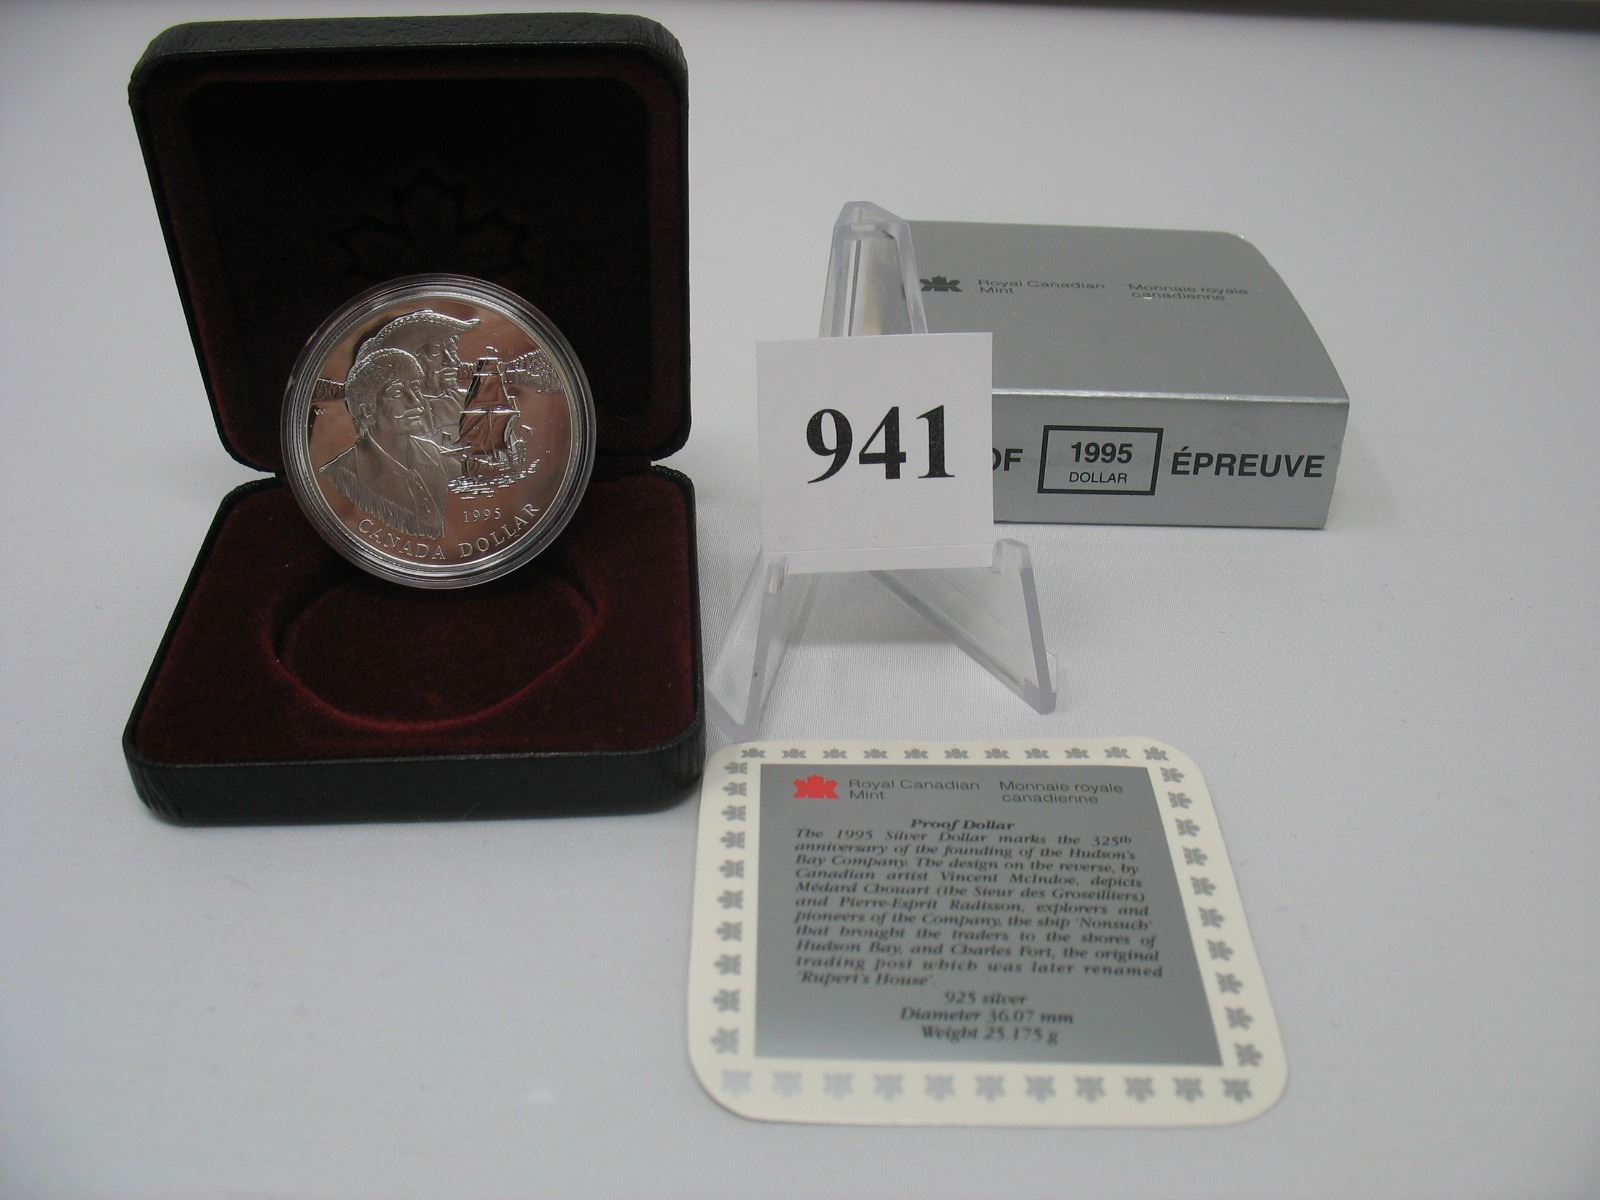 1995
CANADA DOLLAR
Royal Canadian Mint
Monnaie royale canadienne
OF 1995 DOLLAR ÉPREUVE
941
Royal Canadian Mint
Monnaie royale canadienne
Proof Dollar
The 1995 Silver Dollar marks the 325th
anniversary of the founding of the Hudson's
Bay Company. The design on the reverse, by
Canadian artist Vincent McIndoe, depicts
Médard Chouart (the Sieur des Groseilliers)
and Pierre-Esprit Radisson, explorers and
pioneers of the Company, the ship 'Nonsuch'
that brought the traders to the shores of
Hudson Bay, and Charles Fort, the original
trading post which was later renamed
'Rupert's House'.
925 silver
Diameter 36.07 mm
Weight 25.175 g